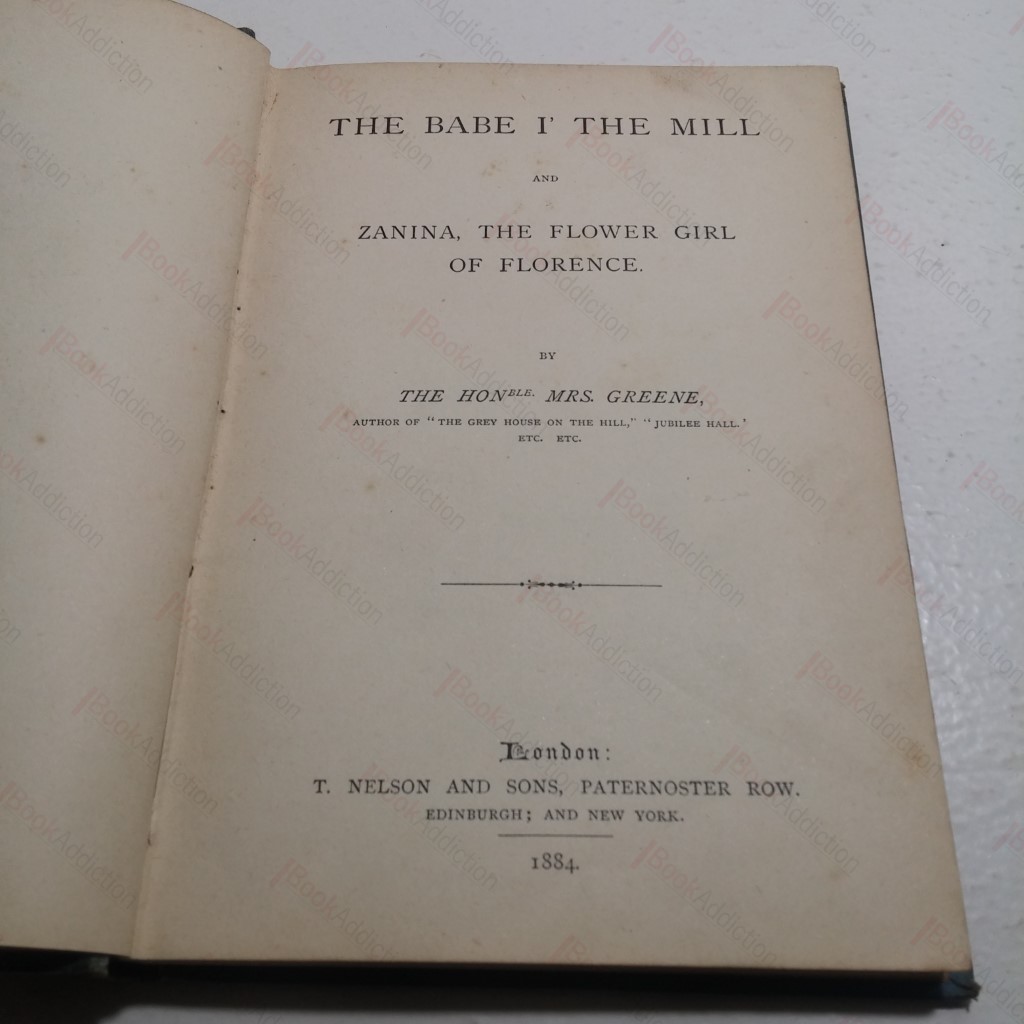 THE BABE I' THE MILL
AND
ZANINA, THE FLOWER GIRL
OF FLORENCE.
BY
THE HONBLE. MRS. GREENE,
AUTHOR OF "THE GREY HOUSE ON THE HILL," "JUBILEE HALL.'
ETC. ETC.
London:
T. NELSON AND SONS, PATERNOSTER ROW.
EDINBURGH; AND NEW YORK.
1884.
BookAddiction